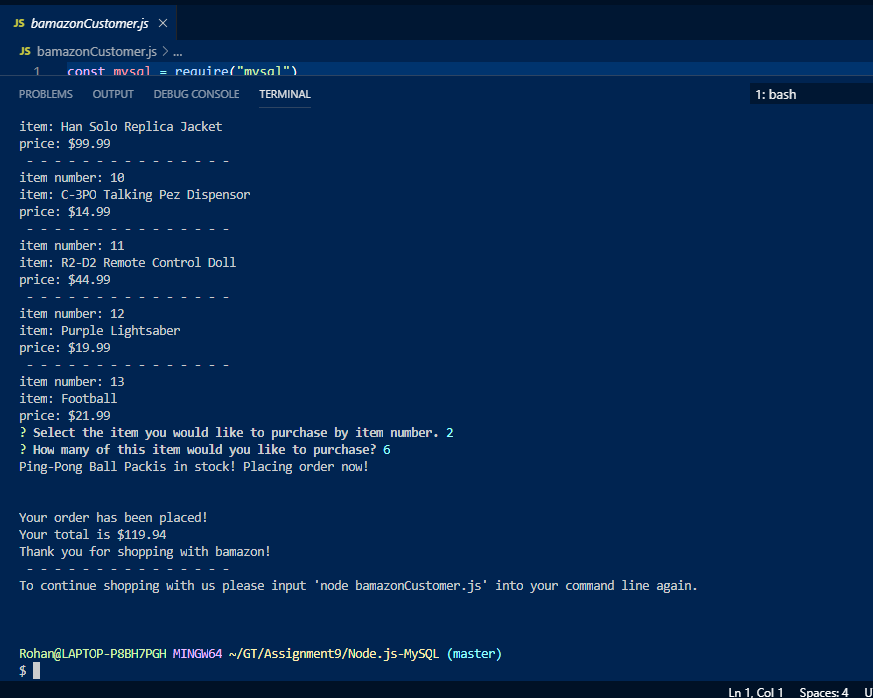 JS bamazonCustomer.js ×
JS bamazonCustomer.js > ...
1 const mysql = require("mysql")
PROBLEMS OUTPUT DEBUG CONSOLE TERMINAL 1: bash
item: Han Solo Replica Jacket
price: $99.99
- - - - - - - - - - - - - - -
item number: 10
item: C-3PO Talking Pez Dispensor
price: $14.99
- - - - - - - - - - - - - - -
item number: 11
item: R2-D2 Remote Control Doll
price: $44.99
- - - - - - - - - - - - - - -
item number: 12
item: Purple Lightsaber
price: $19.99
- - - - - - - - - - - - - - -
item number: 13
item: Football
price: $21.99
? Select the item you would like to purchase by item number. 2
? How many of this item would you like to purchase? 6
Ping-Pong Ball Packis in stock! Placing order now!
Your order has been placed!
Your total is $119.94
Thank you for shopping with bamazon!
- - - - - - - - - - - - - - -
To continue shopping with us please input 'node bamazonCustomer.js' into your command line again.
Rohan@LAPTOP-P8BH7PGH MINGW64 ~/GT/Assignment9/Node.js-MySQL (master)
$
Ln 1, Col 1 Spaces: 4 U